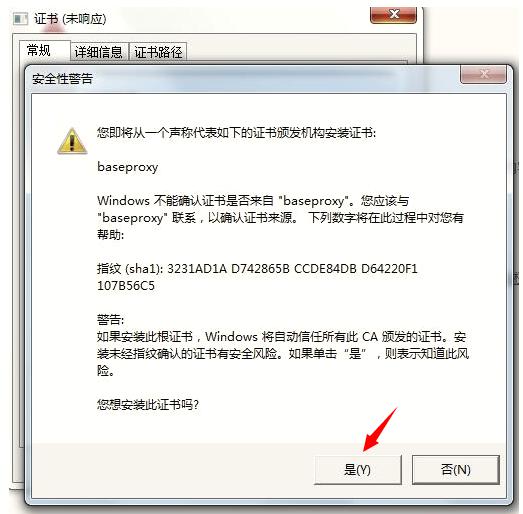 证书 (未响应)
常规 详细信息 证书路径
安全性警告
您即将从一个声称代表如下的证书颁发机构安装证书:
baseproxy
Windows 不能确认证书是否来自 "baseproxy"。您应该与
"baseproxy" 联系，以确认证书来源。 下列数字将在此过程中对您有
帮助:
指纹 (sha1): 3231AD1A D742865B CCDE84DB D64220F1
107B56C5
警告:
如果安装此根证书，Windows 将自动信任所有此 CA 颁发的证书。安
装未经指纹确认的证书有安全风险。如果单击“是”，则表示知道此风
险。
您想安装此证书吗?
是(Y) 否(N)